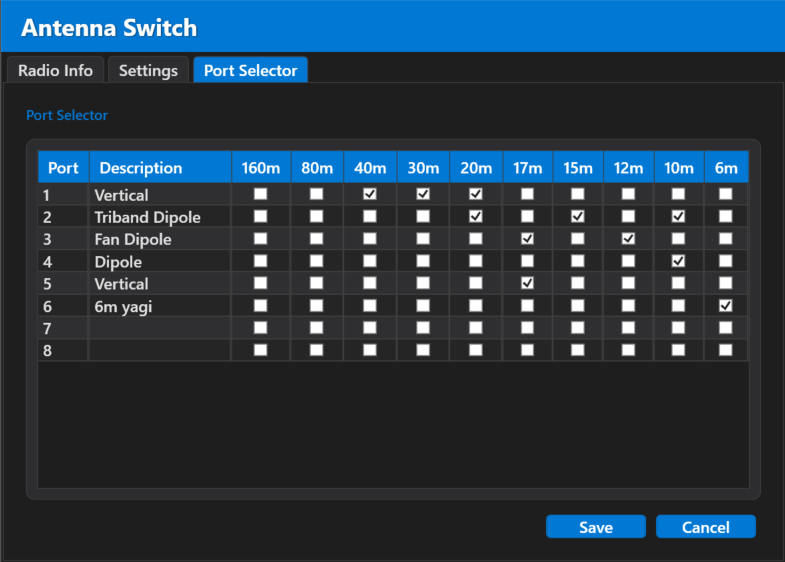 Antenna Switch
Radio Info Settings Port Selector
Port Selector
Port Description 160m 80m 40m 30m 20m 17m 15m 12m 10m 6m
1 Vertical
2 Triband Dipole
3 Fan Dipole
4 Dipole
5 Vertical
6 6m yagi
7
8
Save Cancel